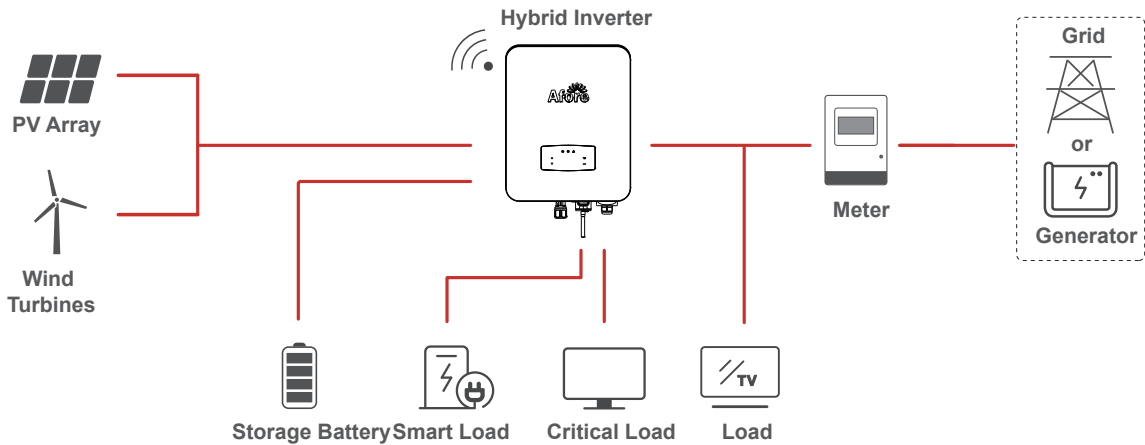 Hybrid Inverter
Afore
PV Array
Wind
Turbines
Grid
or
Generator
Meter
TV
Storage Battery
Smart Load
Critical Load
Load